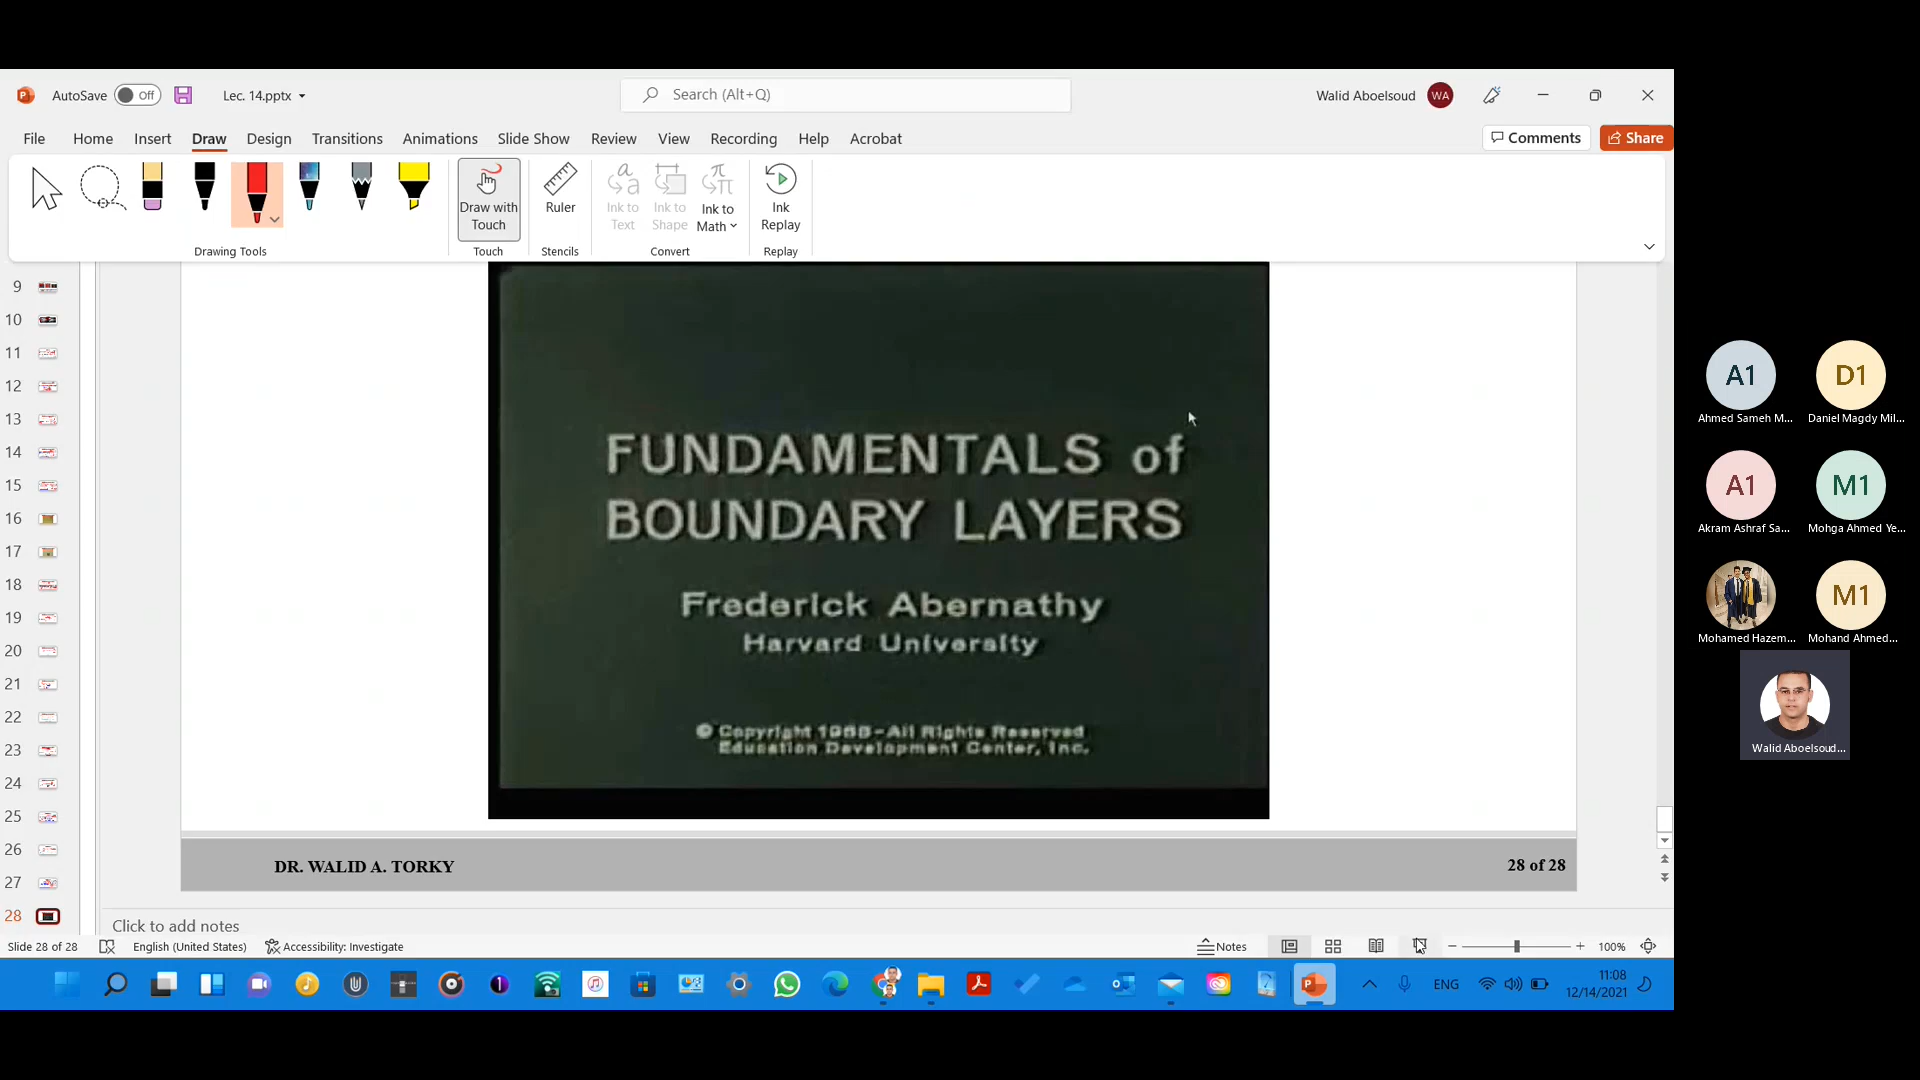 AutoSave
Off
Lec. 14.pptx
Search (Alt+Q)
Walid Aboelsoud
WA
File
Home
Insert
Draw
Design
Transitions
Animations
Slide Show
Review
View
Recording
Help
Acrobat
Comments
Share
Draw with
Touch
Ruler
Ink to
Text
Ink to
Shape
Ink to
Math
Ink
Replay
Drawing Tools
Touch
Stencils
Convert
Replay
9
10
11
12
13
14
15
16
17
18
19
20
21
22
23
24
25
26
27
28
FUNDAMENTALS of
BOUNDARY LAYERS
Frederick Abernathy
Harvard University
© Copyright 1968-All Rights Reserved
Education Development Center, Inc.
DR. WALID A. TORKY
28 of 28
Click to add notes
Slide 28 of 28
English (United States)
Accessibility: Investigate
Notes
100%
ENG
11:08
12/14/2021
A1
Ahmed Sameh M...
D1
Daniel Magdy Mil...
A1
Akram Ashraf Sa...
M1
Mohga Ahmed Ye...
Mohamed Hazem...
M1
Mohand Ahmed...
Walid Aboelsoud...